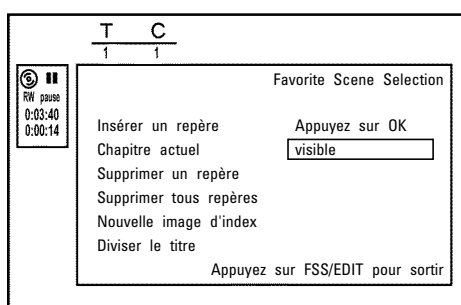 T C
1 1
RW pause
0:03:40
0:00:14
Favorite Scene Selection
Insérer un repère Appuyez sur OK
Chapitre actuel visible
Supprimer un repère
Supprimer tous repères
Nouvelle image d'index
Diviser le titre
Appuyez sur FSS/EDIT pour sortir